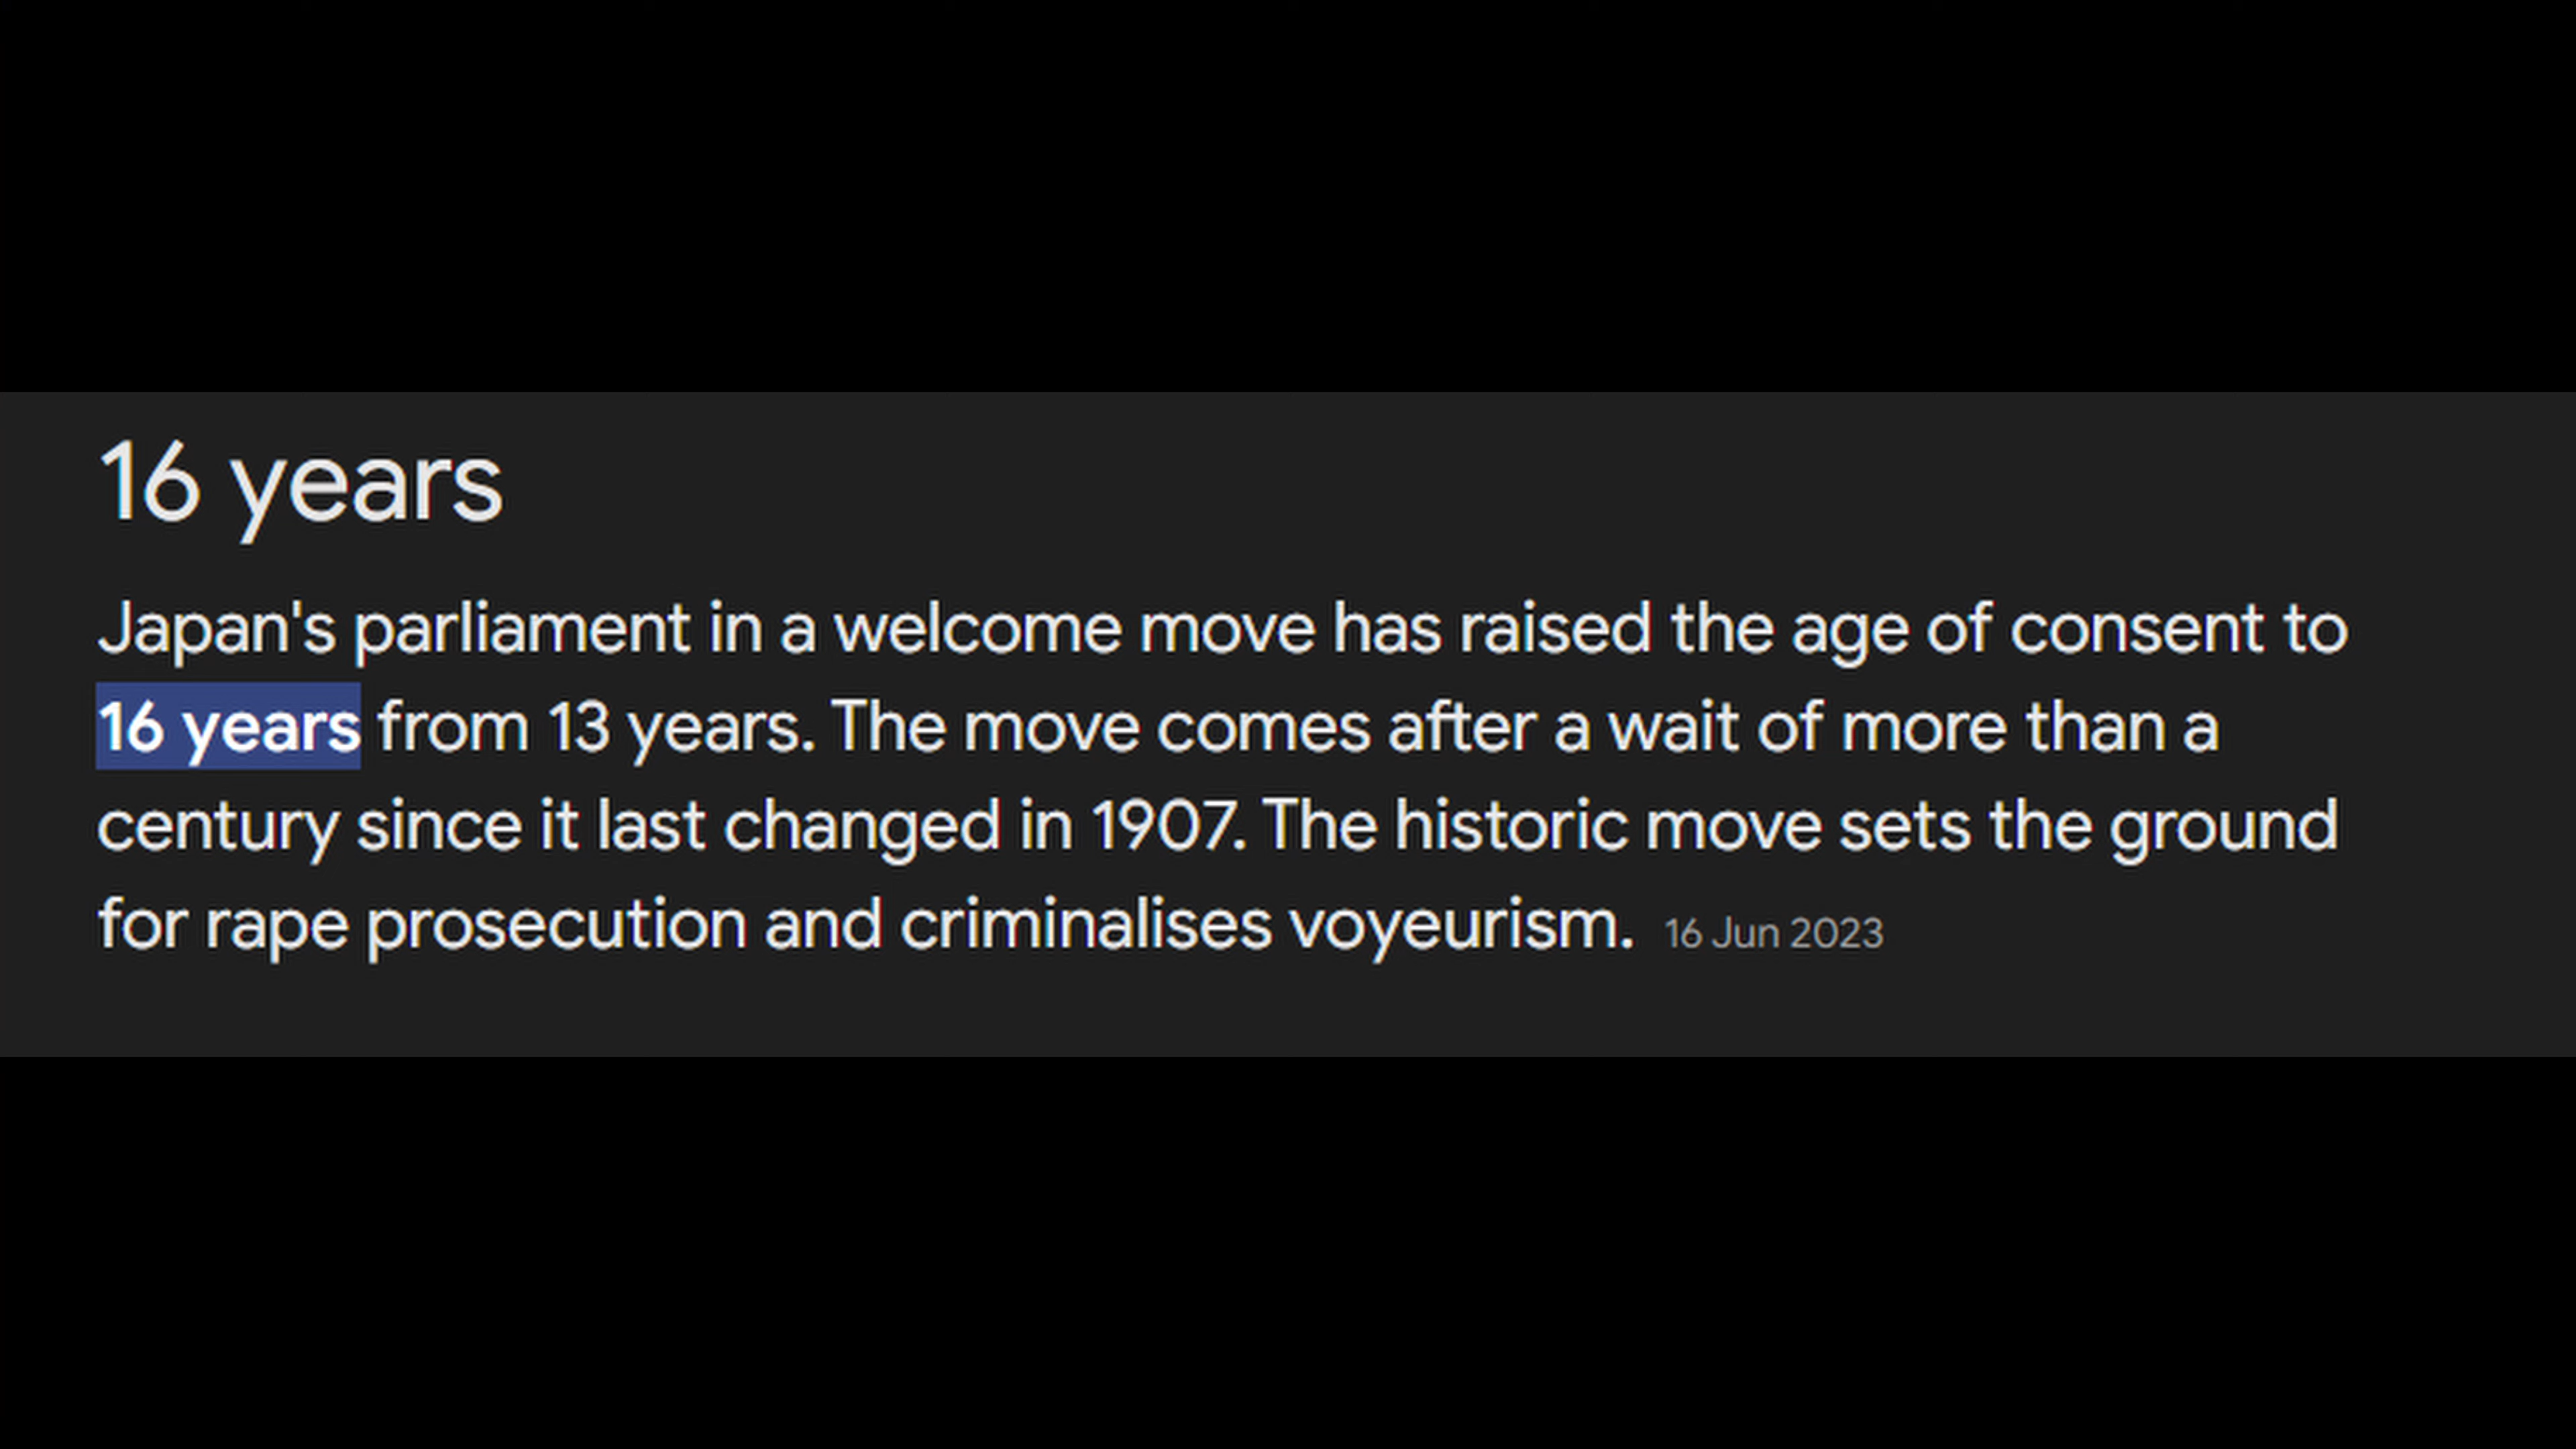 16 years
Japan's parliament in a welcome move has raised the age of consent to
16 years from 13 years. The move comes after a wait of more than a
century since it last changed in 1907. The historic move sets the ground
for rape prosecution and criminalises voyeurism. 16 Jun 2023